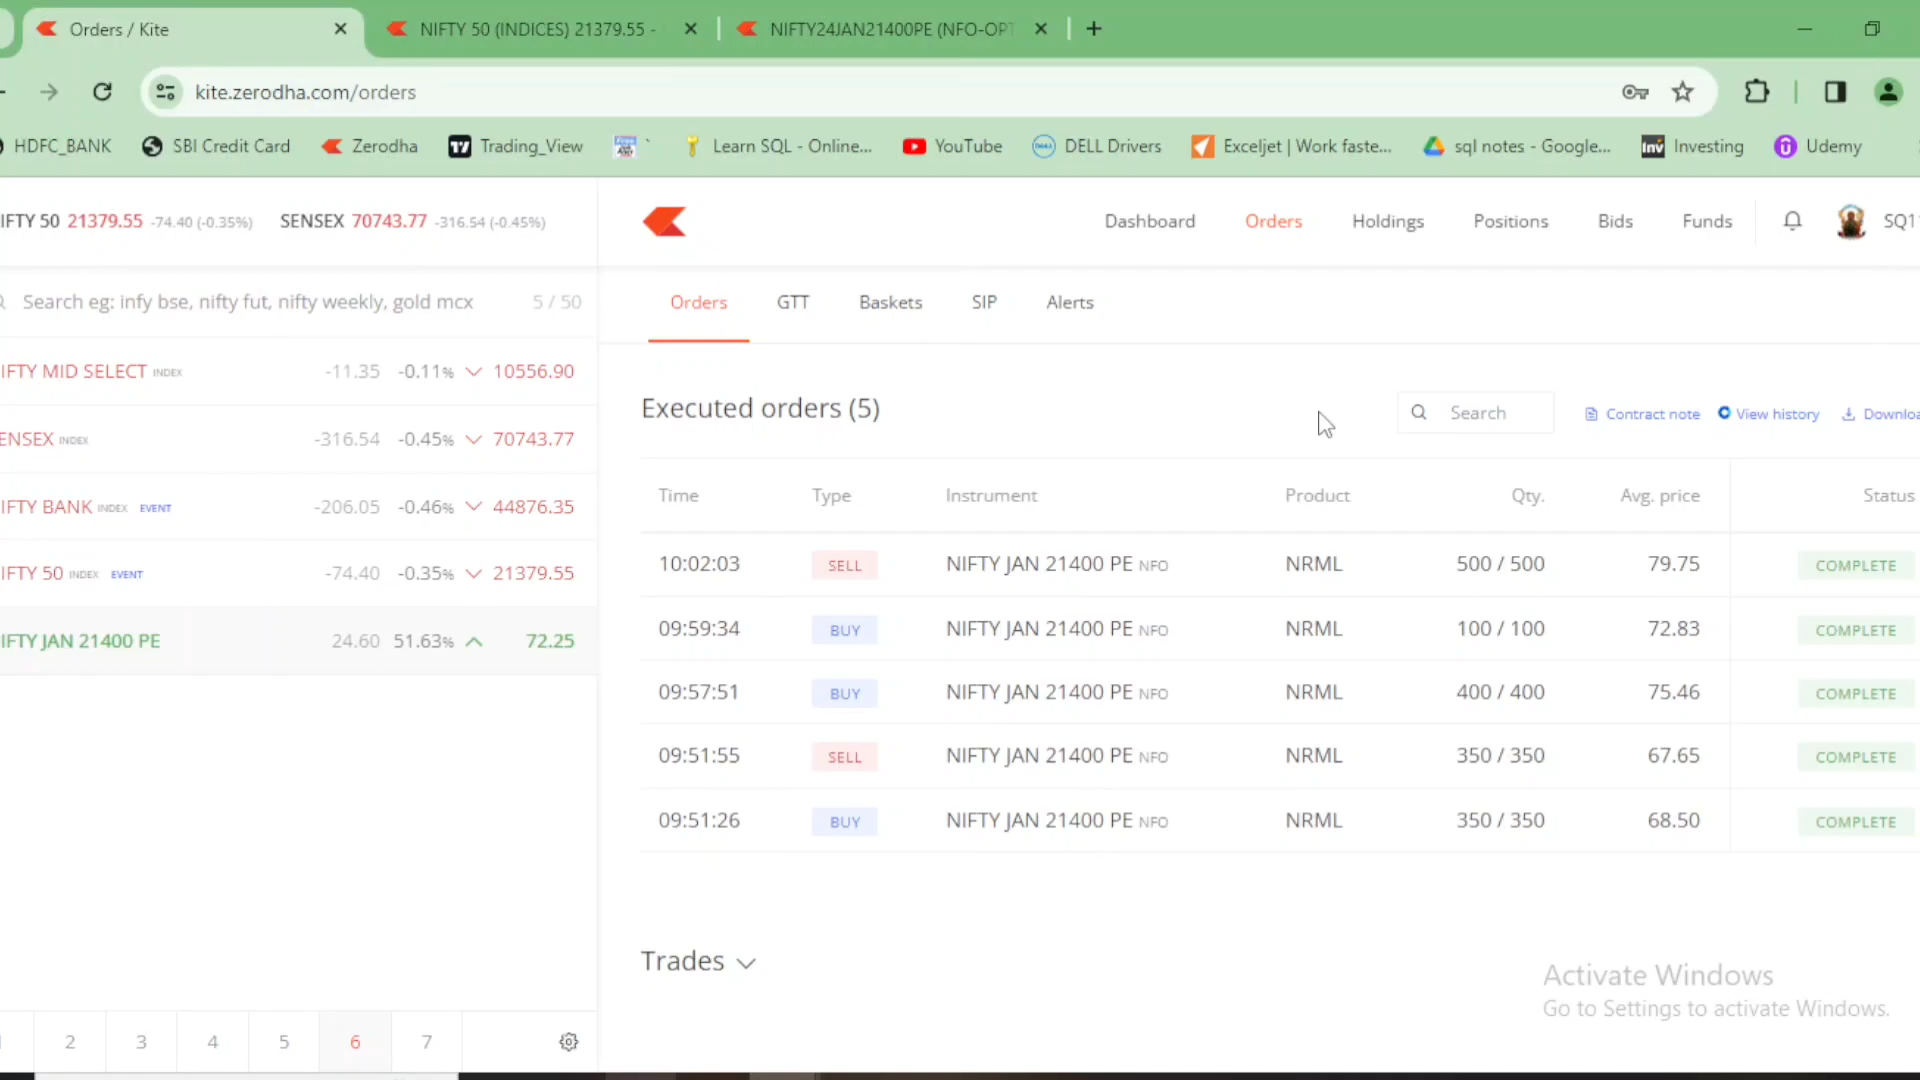 Orders / Kite
NIFTY 50 (INDICES) 21379.55 -
NIFTY24JAN21400PE (NFO-OPT
kite.zerodha.com/orders
HDFC_BANK
SBI Credit Card
Zerodha
Trading_View
Learn SQL - Online...
YouTube
DELL Drivers
Exceljet | Work faste...
sql notes - Google...
Investing
Udemy
IFTY 50 21379.55 -74.40 (-0.35%) SENSEX 70743.77 -316.54 (-0.45%)
Dashboard Orders Holdings Positions Bids Funds SQ1
Search eg: infy bse, nifty fut, nifty weekly, gold mcx 5 / 50
IFTY MID SELECT INDEX -11.35 -0.11% 10556.90
ENSEX INDEX -316.54 -0.45% 70743.77
IFTY BANK INDEX EVENT -206.05 -0.46% 44876.35
IFTY 50 INDEX EVENT -74.40 -0.35% 21379.55
IFTY JAN 21400 PE 24.60 51.63% 72.25
2 3 4 5 6 7
Orders GTT Baskets SIP Alerts
Executed orders (5)
Search
Contract note
View history
Downloa
Time Type Instrument Product Qty. Avg. price Status
10:02:03 SELL NIFTY JAN 21400 PE NFO NRML 500 / 500 79.75 COMPLETE
09:59:34 BUY NIFTY JAN 21400 PE NFO NRML 100 / 100 72.83 COMPLETE
09:57:51 BUY NIFTY JAN 21400 PE NFO NRML 400 / 400 75.46 COMPLETE
09:51:55 SELL NIFTY JAN 21400 PE NFO NRML 350 / 350 67.65 COMPLETE
09:51:26 BUY NIFTY JAN 21400 PE NFO NRML 350 / 350 68.50 COMPLETE
Trades
Activate Windows
Go to Settings to activate Windows.